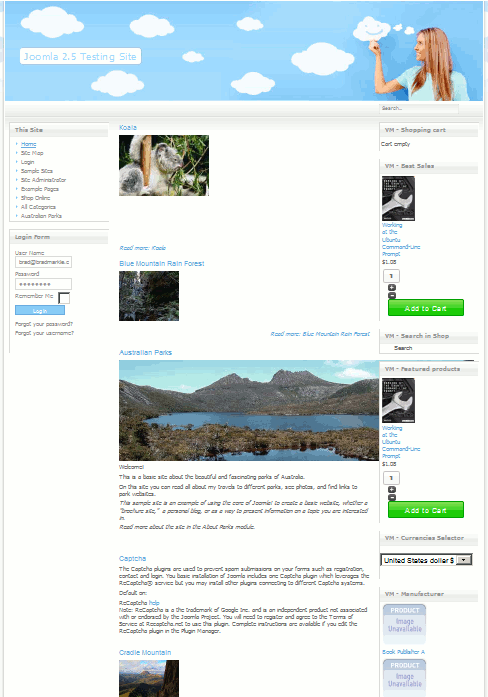 Joomla 2.5 Testing Site
Search...
This Site
Home
Site Map
Login
Sample Sites
Site Administrator
Example Pages
Shop Online
All Categories
Australian Parks
Login Form
User Name
brad@bradmarkle.c
Password
Remember Me
Login
Forgot your password?
Forgot your username?
Koala
Read more: Koala
Blue Mountain Rain Forest
Read more: Blue Mountain Rain Forest
Australian Parks
Welcome!
This is a basic site about the beautiful and fascinating parks of Australia.
On this site you can read all about my travels to different parks, see photos, and find links to
park websites.
This sample site is an example of using the core of Joomla! to create a basic website, whether a
"brochure site," a personal blog, or as a way to present information on a topic you are interested
in.
Read more about the site in the About Parks module.
Captcha
The Captcha plugins are used to prevent spam submissions on your forms such as registration,
contact and login. You basic installation of Joomla includes one Captcha plugin which leverages the
ReCaptcha® service but you may install other plugins connecting to different Captcha systems.
Default on:
ReCaptcha help
Note: ReCaptcha is a the trademark of Google Inc. and is an independent product not associated
with or endorsed by the Joomla Project. You will need to register and agree to the Terms of
Service at Recaptcha.net to use this plugin. Complete instructions are available if you edit the
ReCaptcha plugin in the Plugin Manager.
Cradle Mountain
VM - Shopping cart
Cart empty
VM - Best Sales
Working
at the
Ubuntu
Command-Line
Prompt
$1.08
1
Add to Cart
VM - Search in Shop
Search
VM - Featured products
Working
at the
Ubuntu
Command-Line
Prompt
$1.08
1
Add to Cart
VM - Currencies Selector
United States dollar $
VM - Manufacturer
PRODUCT
Image
Unavailable
Book Publisher A
PRODUCT
Image
Unavailable